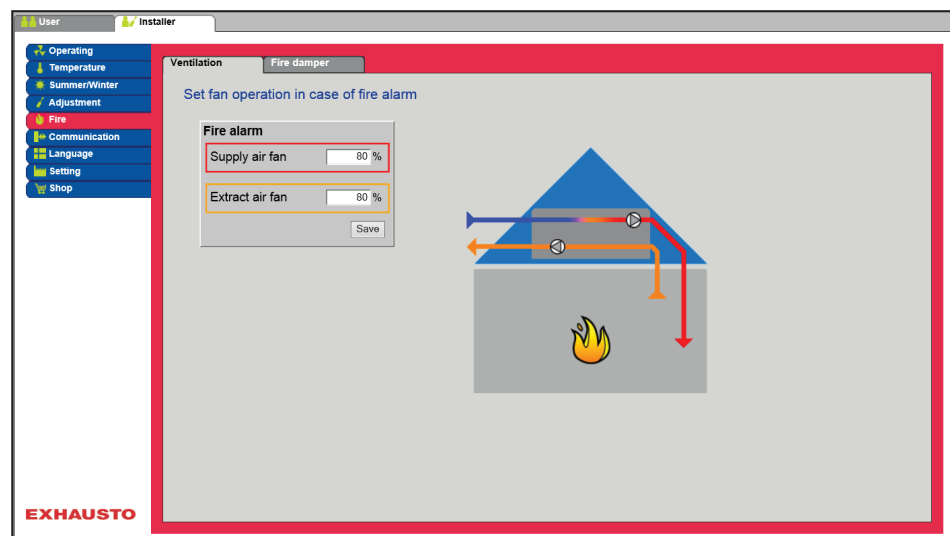 User
Installer
Operating
Temperature
Summer/Winter
Adjustment
Fire
Communication
Language
Setting
Shop
Ventilation
Fire damper
Set fan operation in case of fire alarm
Fire alarm
Supply air fan 80 %
Extract air fan 80 %
Save
EXHAUSTO